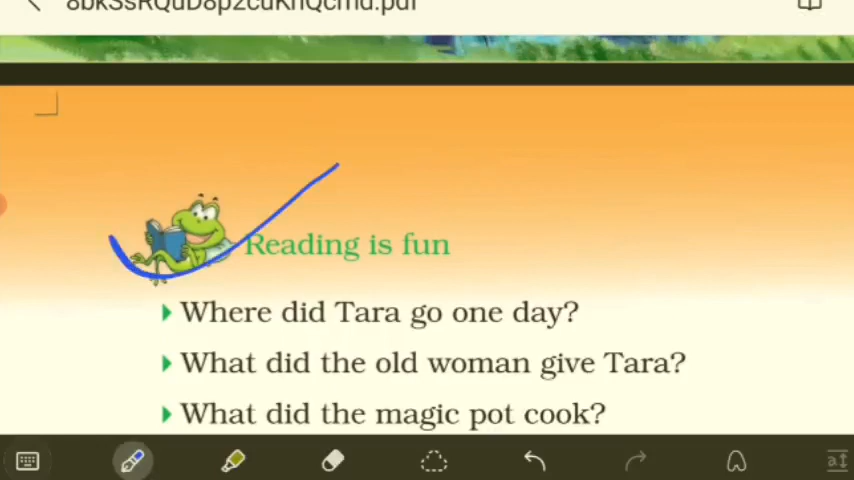 Reading is fun
Where did Tara go one day?
What did the old woman give Tara?
What did the magic pot cook?